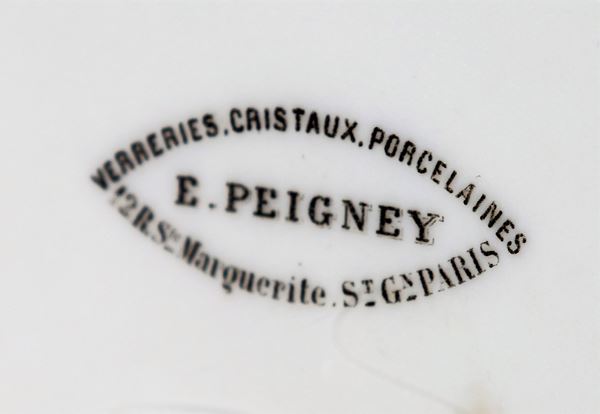 VERRERIES.CRISTAUX.PORCELAINES
E. PEIGNEY
12 R. Ste Marguerite. St Gn PARIS